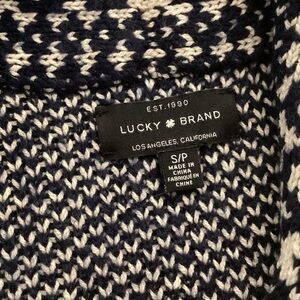 EST. 1990
LUCKY BRAND
LOS ANGELES, CALIFORNIA
S/P
MADE IN
CHINA
FABRIQUÉ EN
CHINE